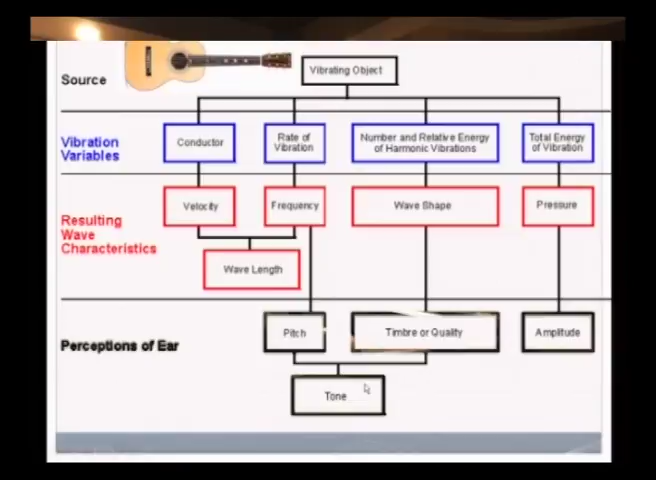 Source
Vibrating Object
Vibration
Variables
Conductor
Rate of
Vibration
Number and Relative Energy
of Harmonic Vibrations
Total Energy
of Vibration
Resulting
Wave
Characteristics
Velocity
Frequency
Wave Shape
Pressure
Wave Length
Perceptions of Ear
Pitch
Timbre or Quality
Amplitude
Tone